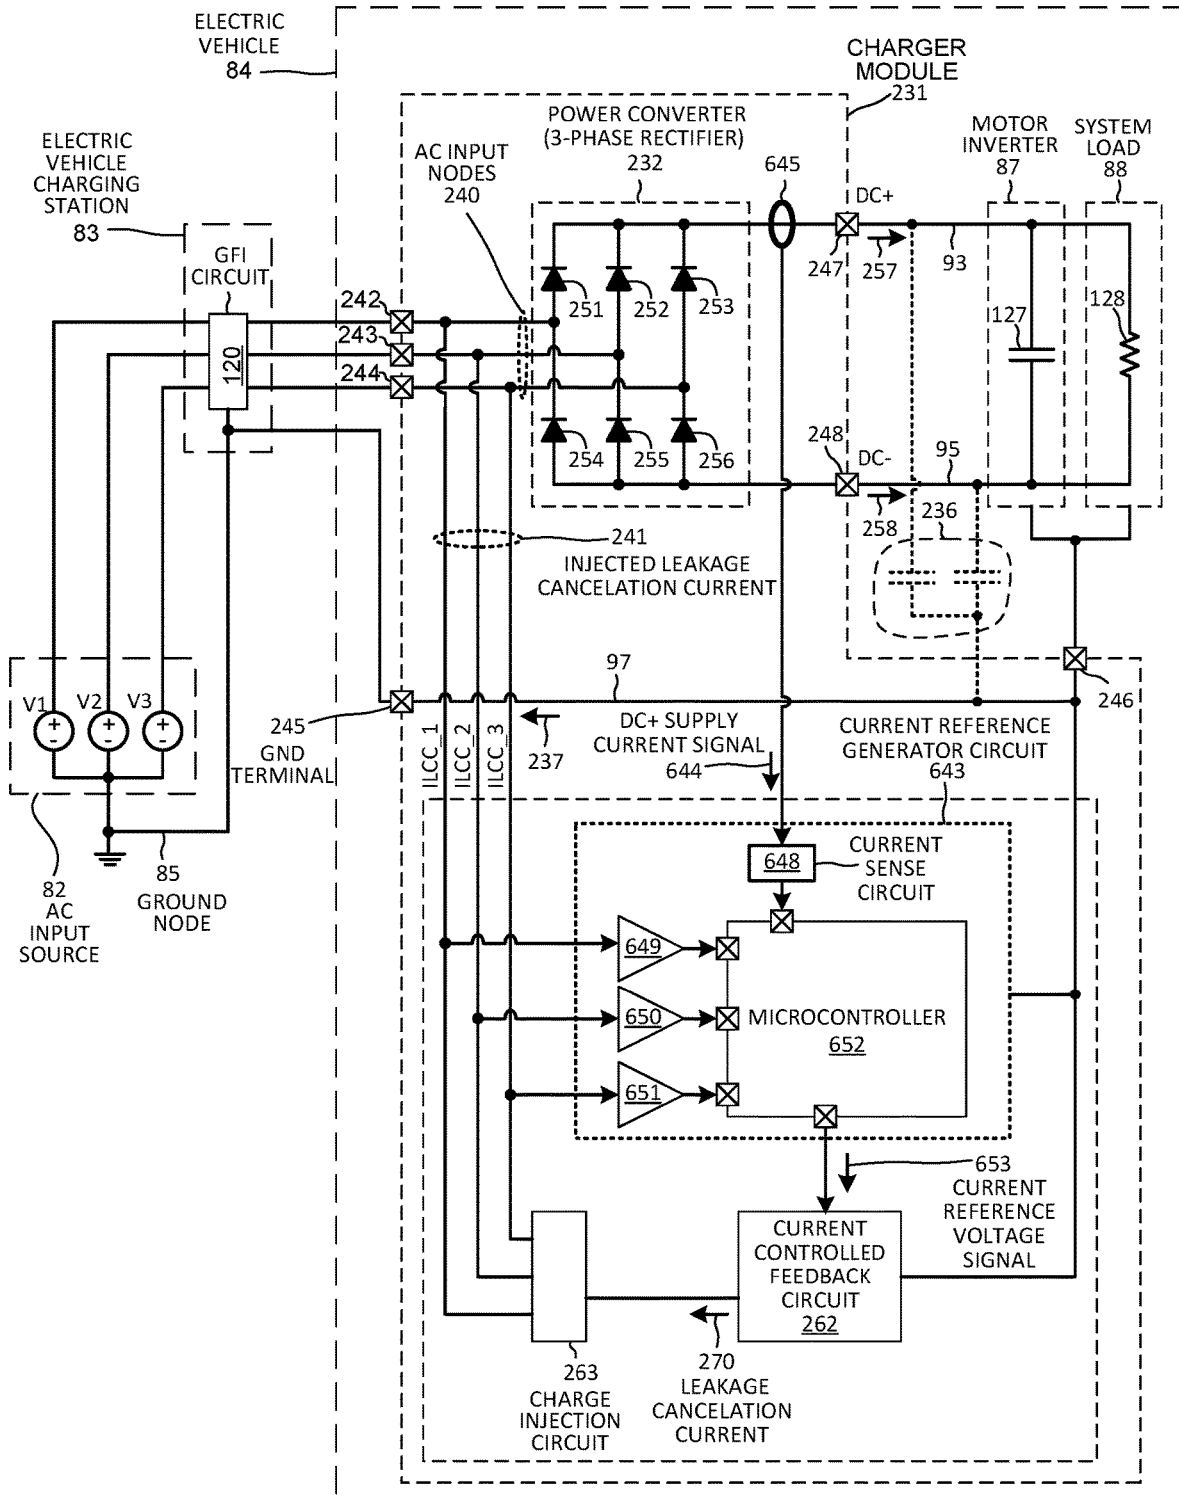 ELECTRIC
VEHICLE
84
CHARGER
MODULE
231
POWER CONVERTER
(3-PHASE RECTIFIER)
232
MOTOR
INVERTER
87
SYSTEM
LOAD
88
ELECTRIC
VEHICLE
CHARGING
STATION
83
AC INPUT
NODES
240
645
DC+
247
257
93
GFI
CIRCUIT
120
242
243
244
251
252
253
127
128
254
255
256
248
DC-
258
95
236
241
INJECTED LEAKAGE
CANCELATION CURRENT
V1
V2
V3
+
-
+
-
+
-
245
GND
TERMINAL
97
246
ILCC_1
ILCC_2
ILCC_3
237
DC+ SUPPLY
CURRENT SIGNAL
644
CURRENT REFERENCE
GENERATOR CIRCUIT
643
82
AC
INPUT
SOURCE
85
GROUND
NODE
648
CURRENT
SENSE
CIRCUIT
649
650
651
MICROCONTROLLER
652
653
CURRENT
REFERENCE
VOLTAGE
SIGNAL
CURRENT
CONTROLLED
FEEDBACK
CIRCUIT
262
263
CHARGE
INJECTION
CIRCUIT
270
LEAKAGE
CANCELATION
CURRENT